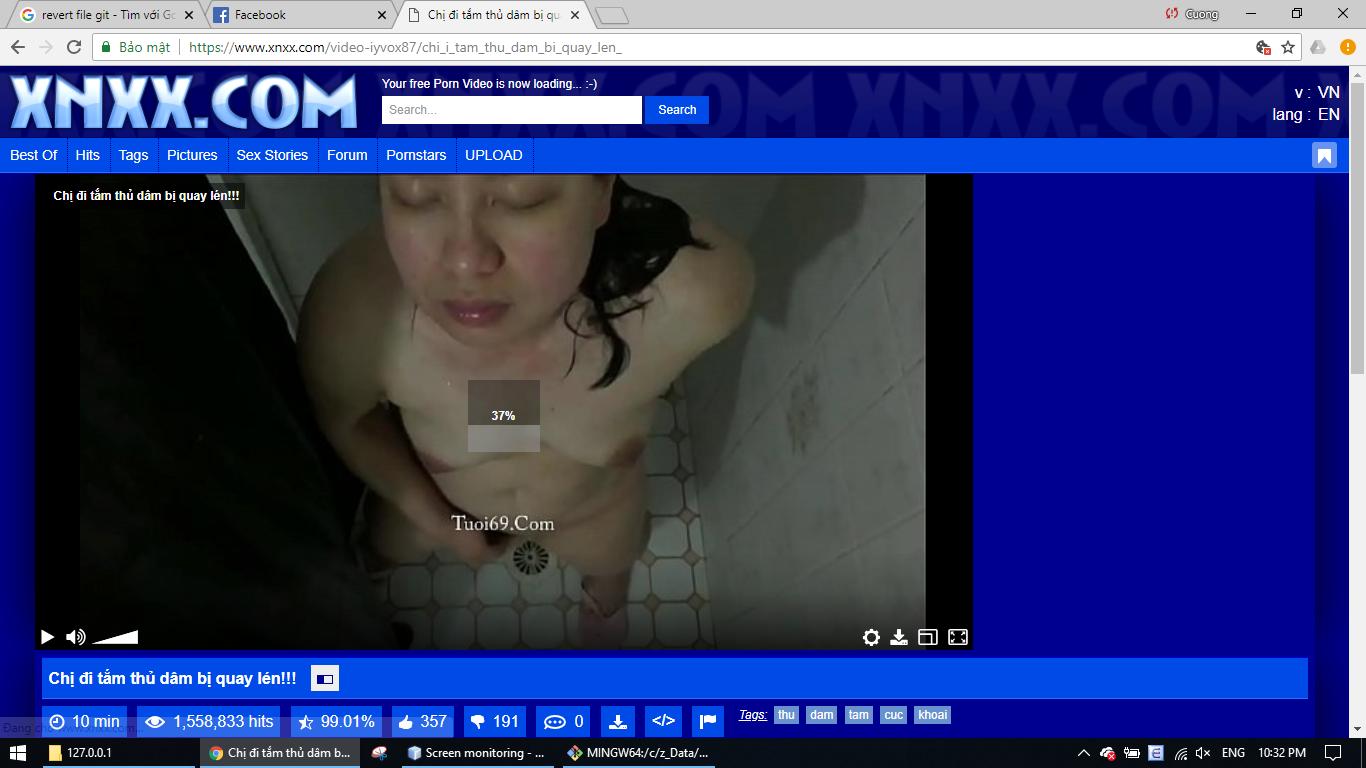 revert file git - Tìm với Go
Facebook
Chị đi tắm thủ dâm bị qu
Cuong
Bảo mật
https://www.xnxx.com/video-iyvox87/chi_i_tam_thu_dam_bi_quay_len_
XNXX.COM
Your free Porn Video is now loading... :-)
Search...
Search
v : VN
lang : EN
Best Of
Hits
Tags
Pictures
Sex Stories
Forum
Pornstars
UPLOAD
Chị đi tắm thủ dâm bị quay lén!!!
37%
Tuoi69.Com
Chị đi tắm thủ dâm bị quay lén!!!
10 min
1,558,833 hits
99.01%
357
191
0
</>
Tags: thu dam tam cuc khoai
127.0.0.1
Chị đi tắm thủ dâm b...
Screen monitoring - ...
MINGW64:/c/z_Data/...
ENG
10:32 PM